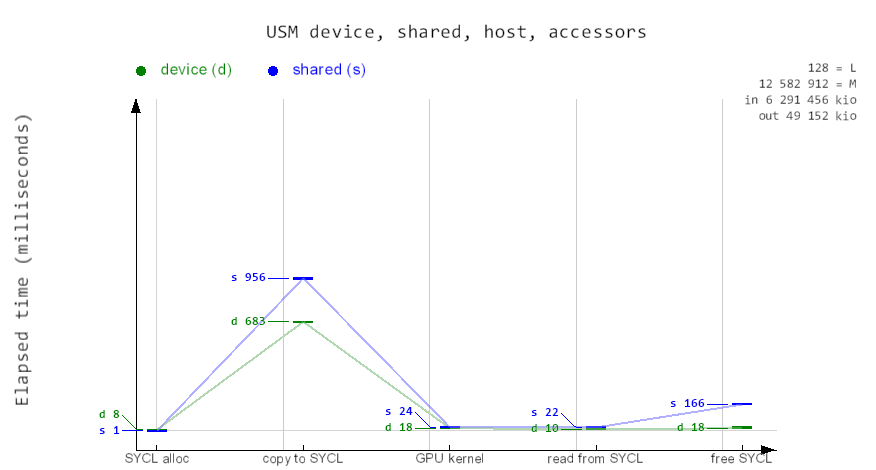 USM device, shared, host, accessors
device (d)
shared (s)
128 = L
12 582 912 = M
in 6 291 456 kio
out 49 152 kio
Elapsed time (milliseconds)
s 956
d 683
d 8
s 1
s 24
d 18
s 22
d 10
s 166
d 18
SYCL alloc
copy to SYCL
GPU kernel
read from SYCL
free SYCL